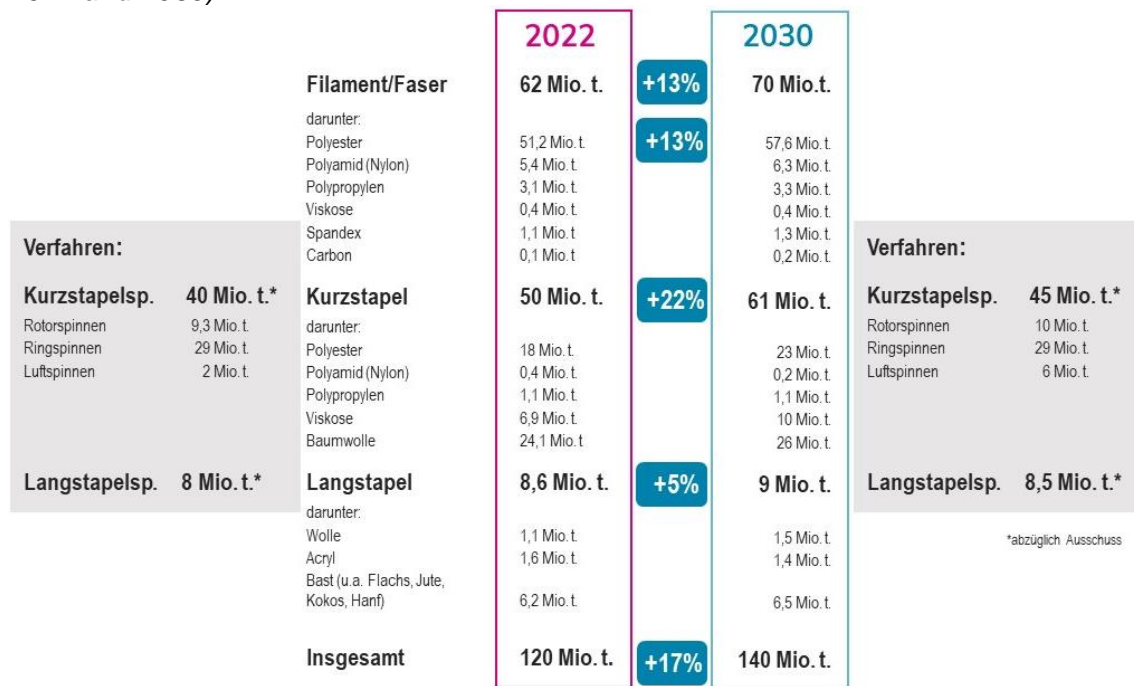 2022 2030
Filament/Faser 62 Mio. t. +13% 70 Mio.t.
darunter:
Polyester 51,2 Mio. t. +13% 57,6 Mio. t.
Polyamid (Nylon) 5,4 Mio. t. 6,3 Mio. t.
Polypropylen 3,1 Mio. t. 3,3 Mio. t.
Viskose 0,4 Mio. t. 0,4 Mio. t.
Spandex 1,1 Mio. t 1,3 Mio. t.
Carbon 0,1 Mio. t 0,2 Mio. t.
Verfahren: Verfahren:
Kurzstapelsp. 40 Mio. t.* Kurzstapel 50 Mio. t. +22% 61 Mio. t. Kurzstapelsp. 45 Mio. t.*
Rotorspinnen 9,3 Mio. t. darunter: Rotorspinnen 10 Mio. t.
Ringspinnen 29 Mio. t. Polyester 18 Mio. t. 23 Mio. t. Ringspinnen 29 Mio. t.
Luftspinnen 2 Mio. t. Polyamid (Nylon) 0,4 Mio. t. 0,2 Mio. t. Luftspinnen 6 Mio. t.
Polypropylen 1,1 Mio. t. 1,1 Mio. t.
Viskose 6,9 Mio. t. 10 Mio. t.
Baumwolle 24,1 Mio. t 26 Mio. t.
Langstapelsp. 8 Mio. t.* Langstapel 8,6 Mio. t. +5% 9 Mio. t. Langstapelsp. 8,5 Mio. t.*
darunter:
Wolle 1,1 Mio. t. 1,5 Mio. t. *abzüglich Ausschuss
Acryl 1,6 Mio. t. 1,4 Mio. t.
Bast (u.a. Flachs, Jute,
Kokos, Hanf) 6,2 Mio. t. 6,5 Mio. t.
Insgesamt 120 Mio. t. +17% 140 Mio. t.